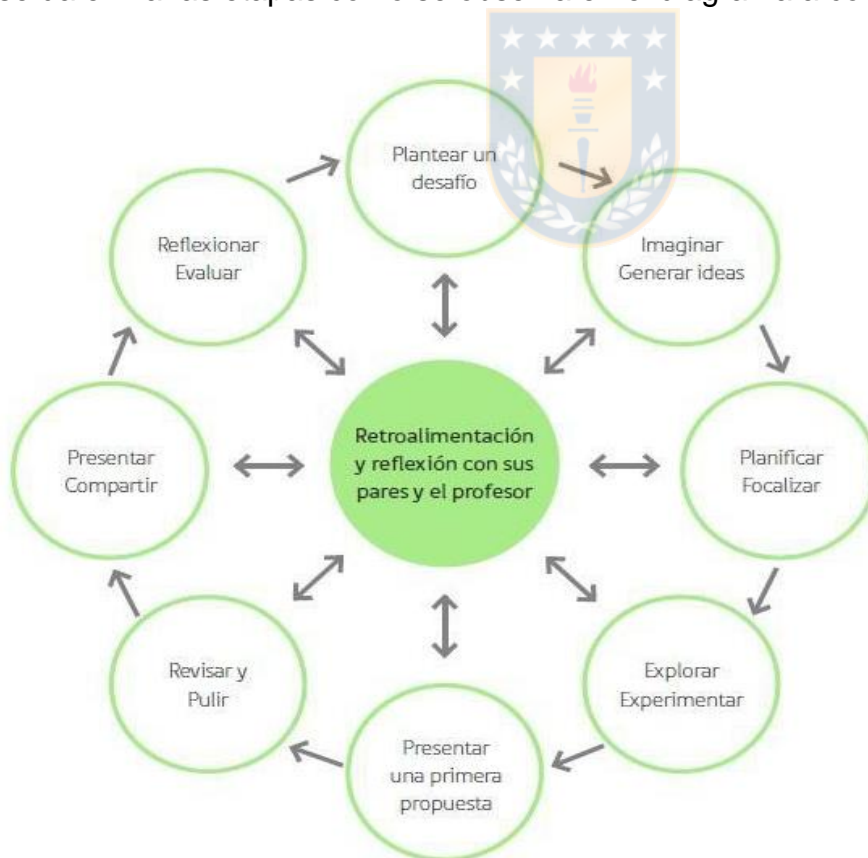 Plantear un
desafío
Imaginar
Generar ideas
Planificar
Focalizar
Explorar
Experimentar
Presentar
una primera
propuesta
Revisar y
Pulir
Presentar
Compartir
Reflexionar
Evaluar
Retroalimentación
y reflexión con sus
pares y el profesor